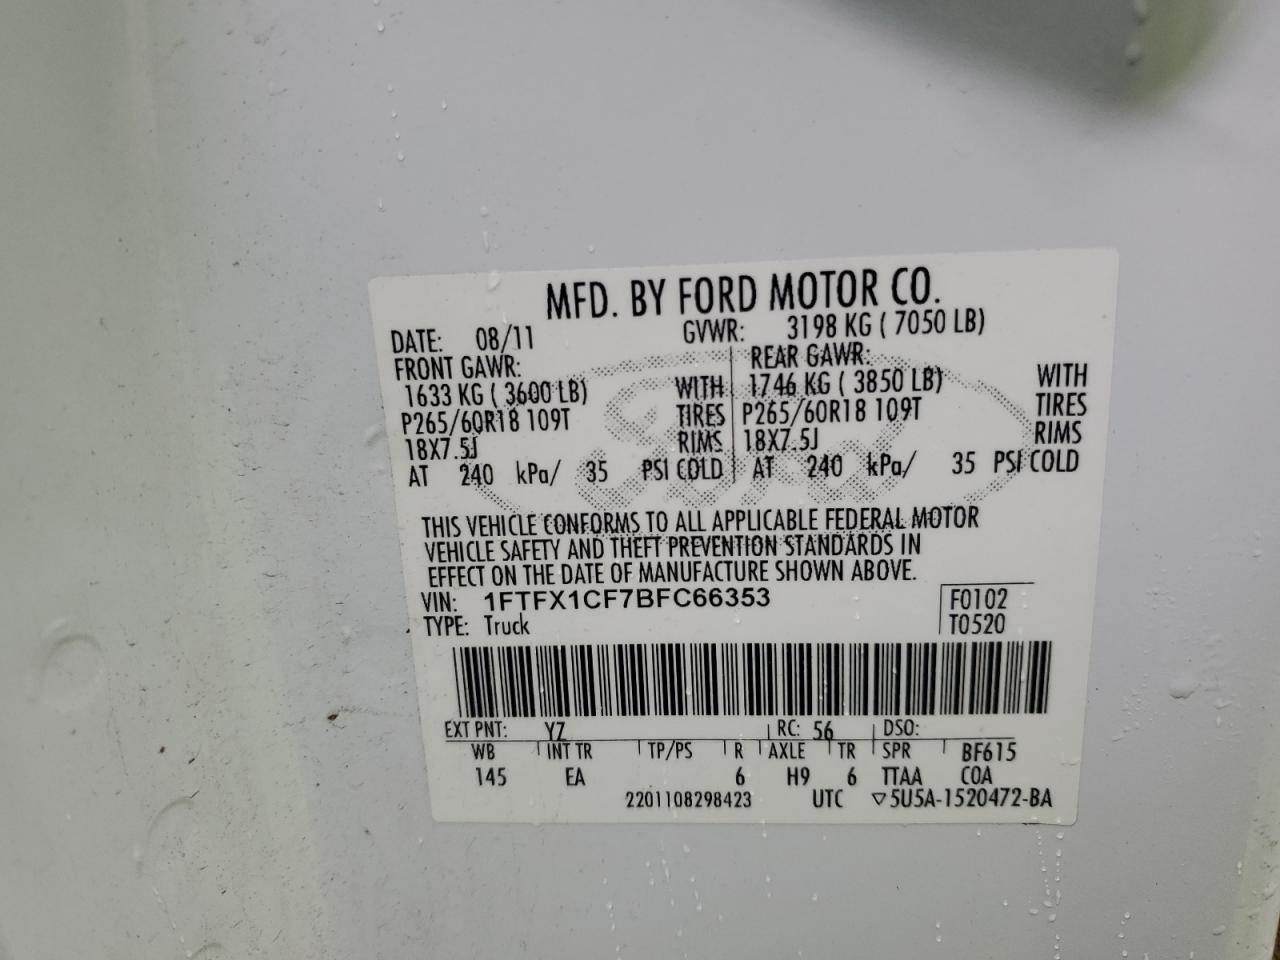 MFD. BY FORD MOTOR CO.
DATE: 08/11 GVWR: 3198 KG ( 7050 LB)
FRONT GAWR: REAR GAWR:
1633 KG ( 3600 LB) WITH 1746 KG ( 3850 LB) WITH
P265/60R18 109T TIRES P265/60R18 109T TIRES
18X7.5J RIMS 18X7.5J RIMS
AT 240 kPa/ 35 PSI COLD AT 240 kPa/ 35 PSI COLD
Ford
THIS VEHICLE CONFORMS TO ALL APPLICABLE FEDERAL MOTOR
VEHICLE SAFETY AND THEFT PREVENTION STANDARDS IN
EFFECT ON THE DATE OF MANUFACTURE SHOWN ABOVE.
VIN: 1FTFX1CF7BFC66353 F0102
TYPE: Truck T0520
EXT PNT: YZ RC: 56 DSO:
WB INT TR TP/PS R AXLE TR SPR BF615
145 EA 6 H9 6 TTAA COA
2201108298423 UTC ▽5U5A-1520472-BA